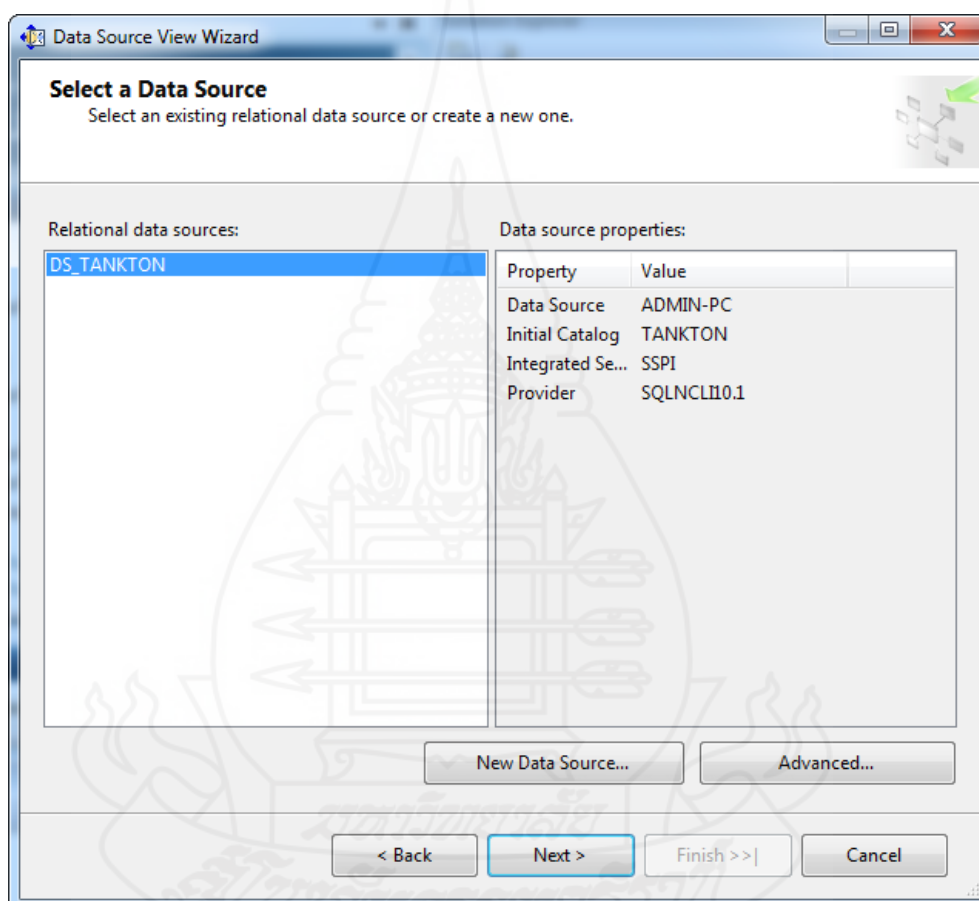 Data Source View Wizard
Select a Data Source
Select an existing relational data source or create a new one.
Relational data sources:
DS_TANKTON
Data source properties:
Property Value
Data Source ADMIN-PC
Initial Catalog TANKTON
Integrated Se... SSPI
Provider SQLNCLI10.1
New Data Source... Advanced...
< Back Next > Finish >>| Cancel